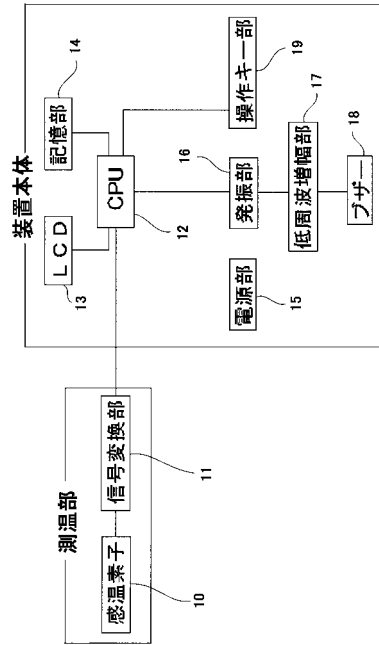 測温部
感温素子
10
信号変換部
11
装置本体
LCD
13
記憶部
14
CPU
12
電源部
15
発振部
16
操作キー部
19
低周波増幅部
17
ブザー
18